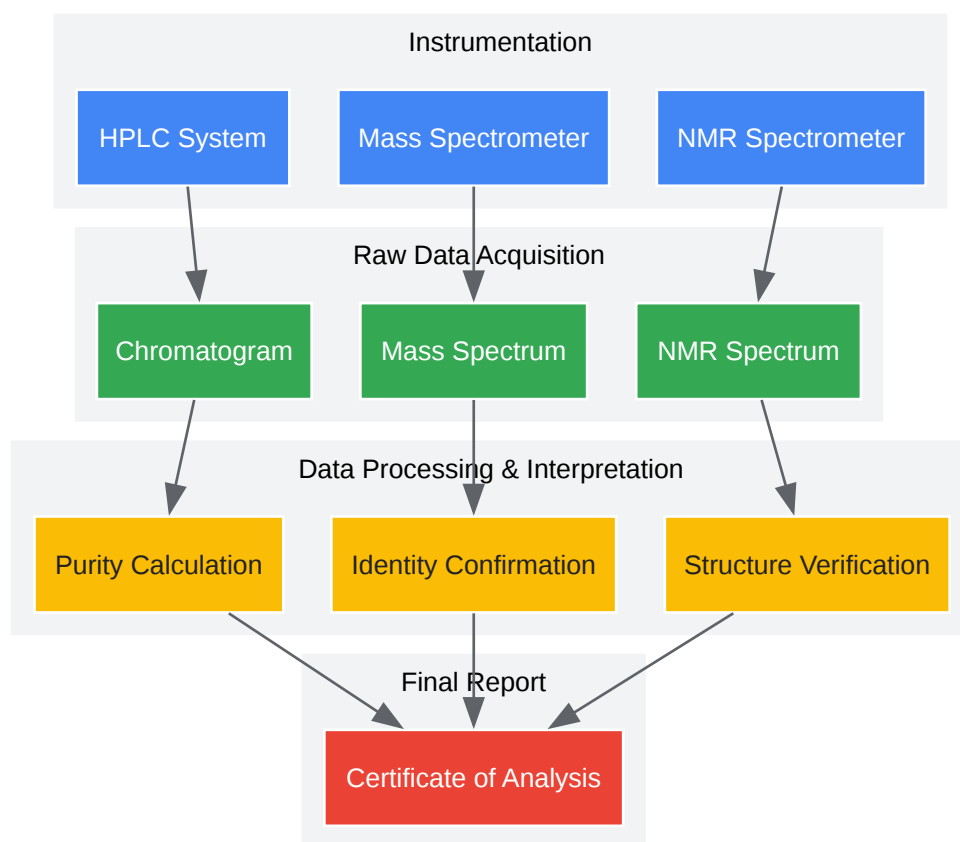 Instrumentation
HPLC System
Mass Spectrometer
NMR Spectrometer
Raw Data Acquisition
Chromatogram
Mass Spectrum
NMR Spectrum
Data Processing & Interpretation
Purity Calculation
Identity Confirmation
Structure Verification
Final Report
Certificate of Analysis